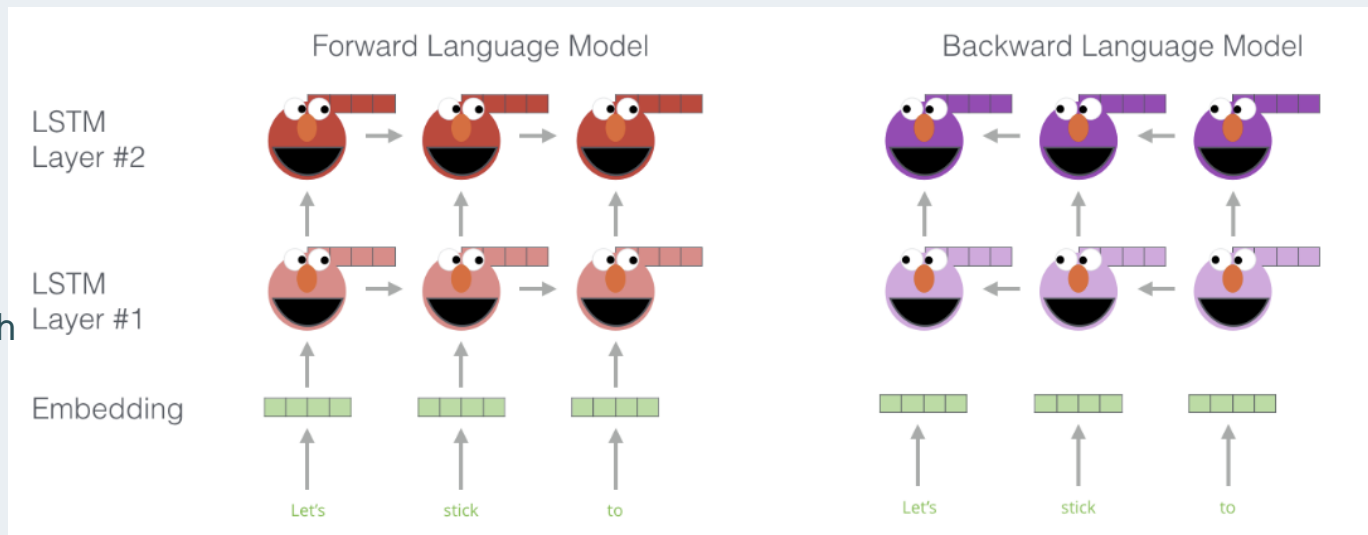 Forward Language Model
Backward Language Model
LSTM
Layer #2
LSTM
Layer #1
h
Embedding
Let's
stick
to
Let's
stick
to